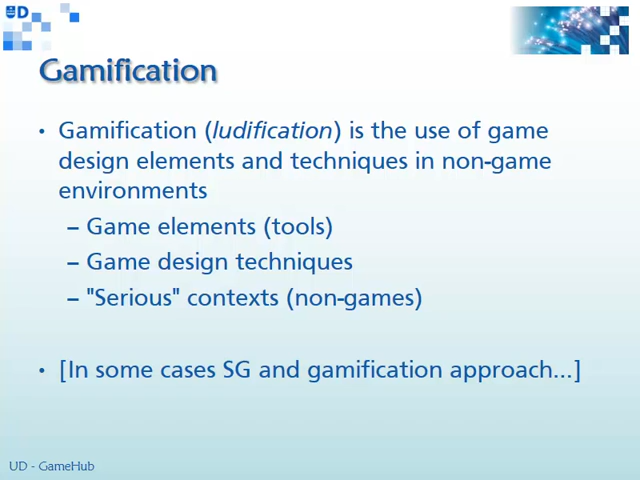 UD
Gamification
• Gamification (ludification) is the use of game
design elements and techniques in non-game
environments
– Game elements (tools)
– Game design techniques
– "Serious" contexts (non-games)
• [In some cases SG and gamification approach...]
UD - GameHub